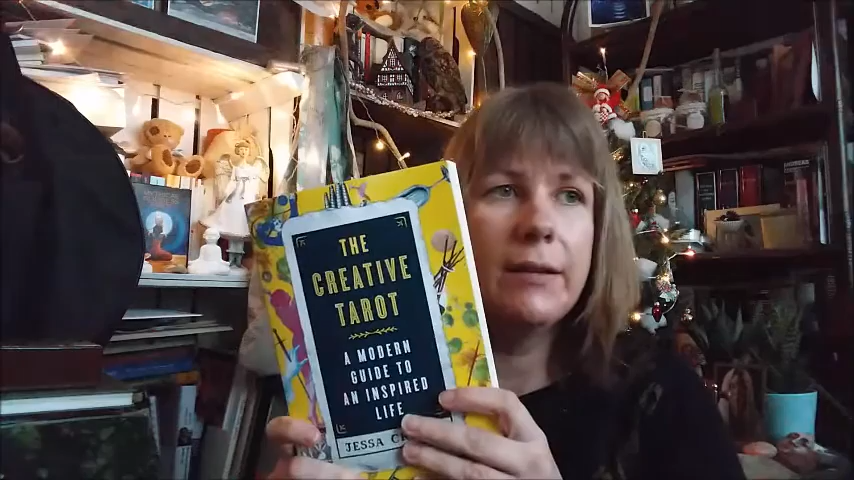 THE
CREATIVE
TAROT
A MODERN
GUIDE TO
AN INSPIRED
LIFE
JESSA